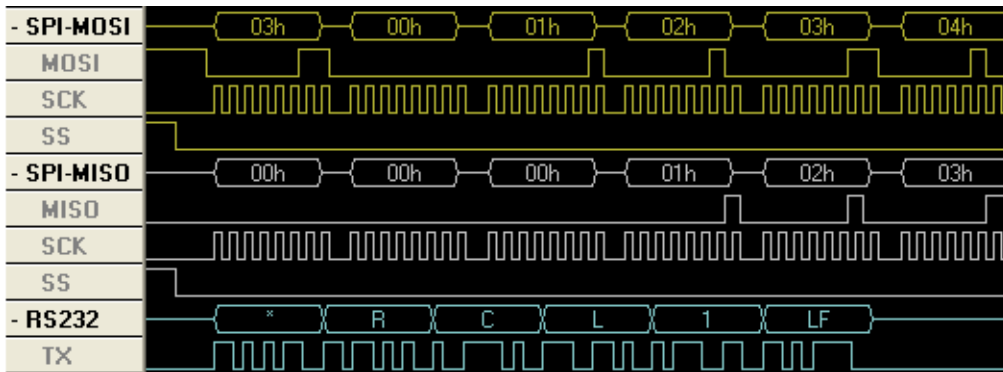 - SPI-MOSI 03h 00h 01h 02h 03h 04h
MOSI
SCK
SS
- SPI-MISO 00h 00h 00h 01h 02h 03h
MISO
SCK
SS
- RS232 * R C L 1 LF
TX